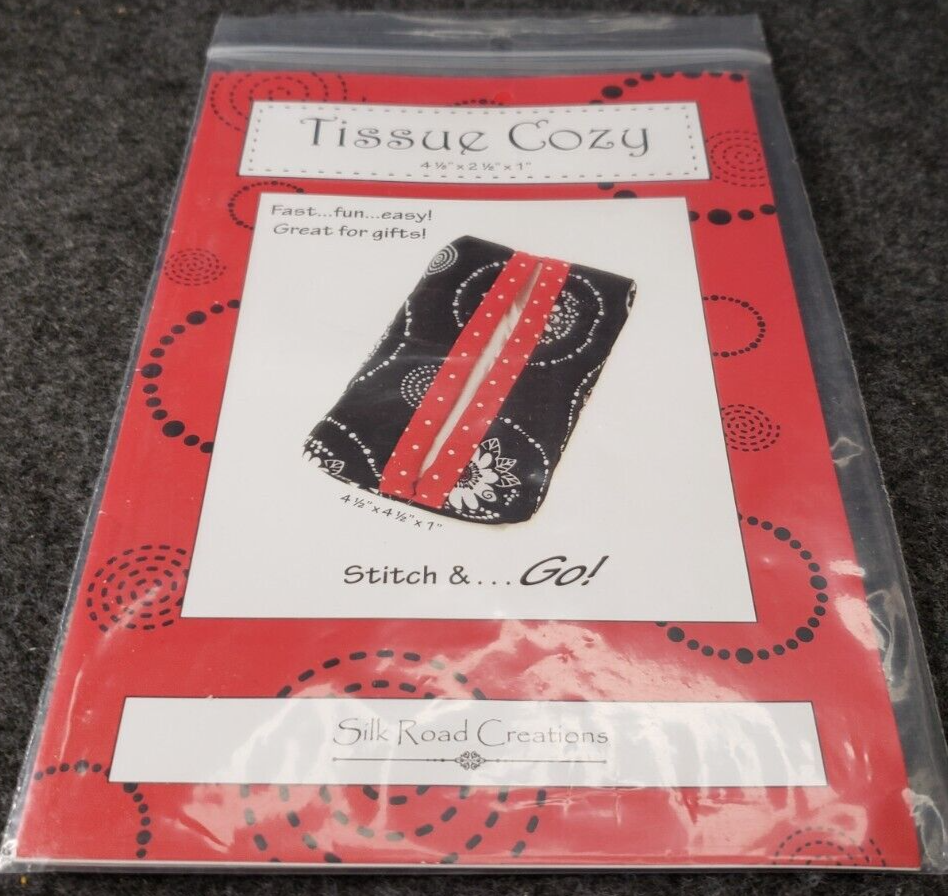 Tissue Cozy
4 ½" x 2 ½" x 1"
Fast...fun...easy!
Great for gifts!
4 ½" x 4 ½" x 1"
Stitch &... Go!
Silk Road Creations